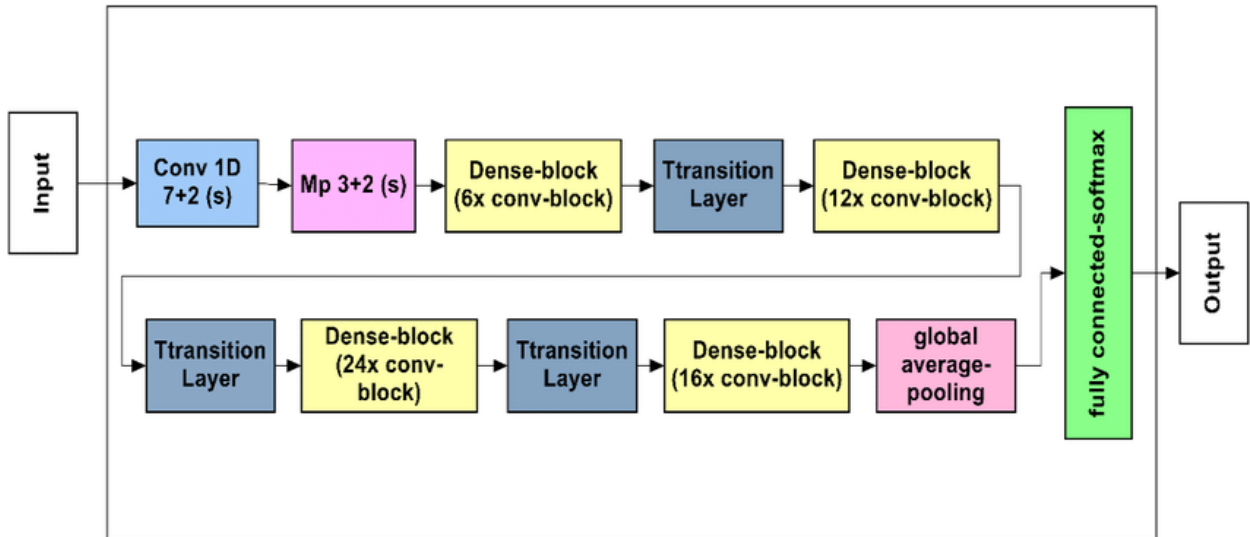 Input
Conv 1D
7+2 (s)
Mp 3+2 (s)
Dense-block
(6x conv-block)
Ttransition
Layer
Dense-block
(12x conv-block)
Ttransition
Layer
Dense-block
(24x conv-
block)
Ttransition
Layer
Dense-block
(16x conv-block)
global
average-
pooling
fully connected-softmax
Output